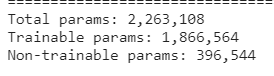 =================================
Total params: 2,263,108
Trainable params: 1,866,564
Non-trainable params: 396,544